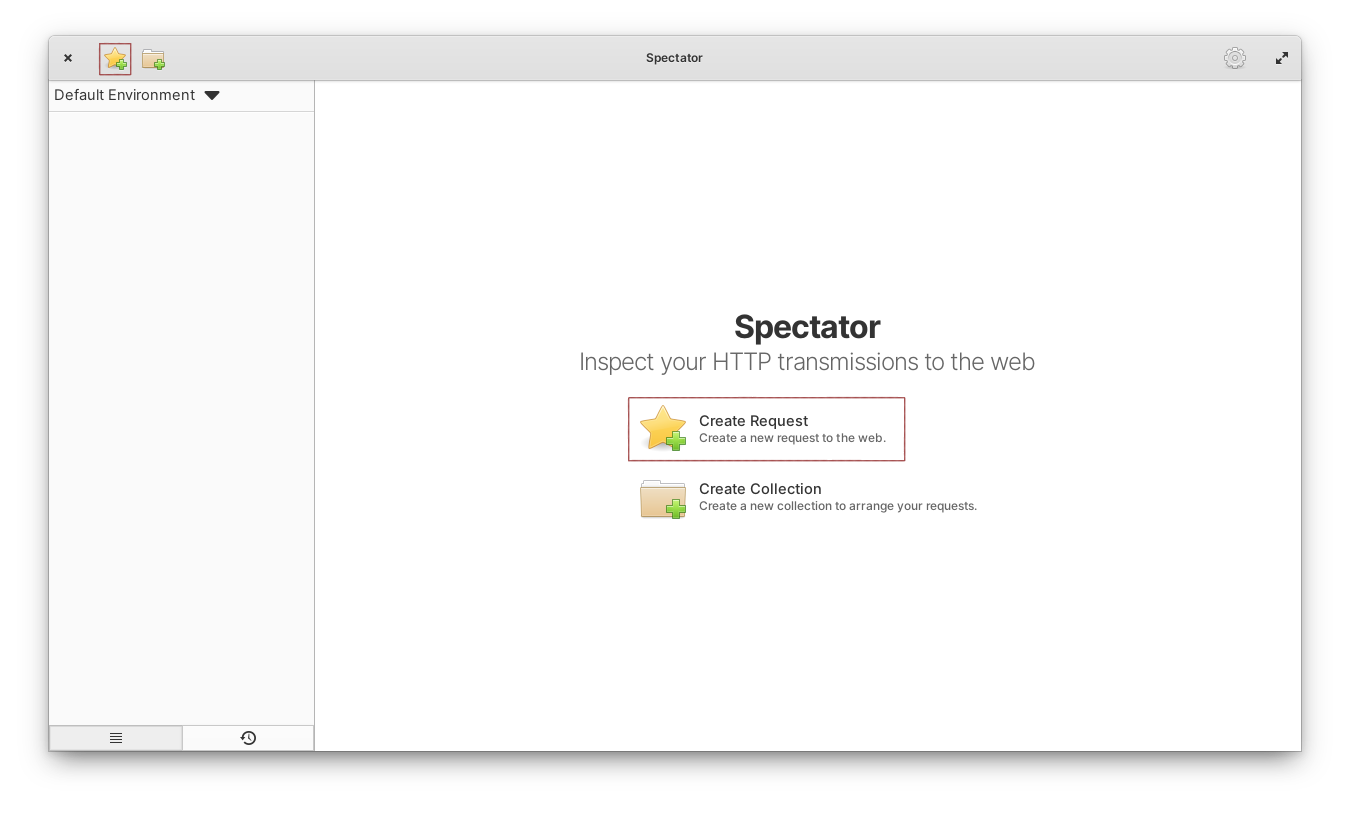 Spectator
Default Environment
Spectator
Inspect your HTTP transmissions to the web
Create Request
Create a new request to the web.
Create Collection
Create a new collection to arrange your requests.